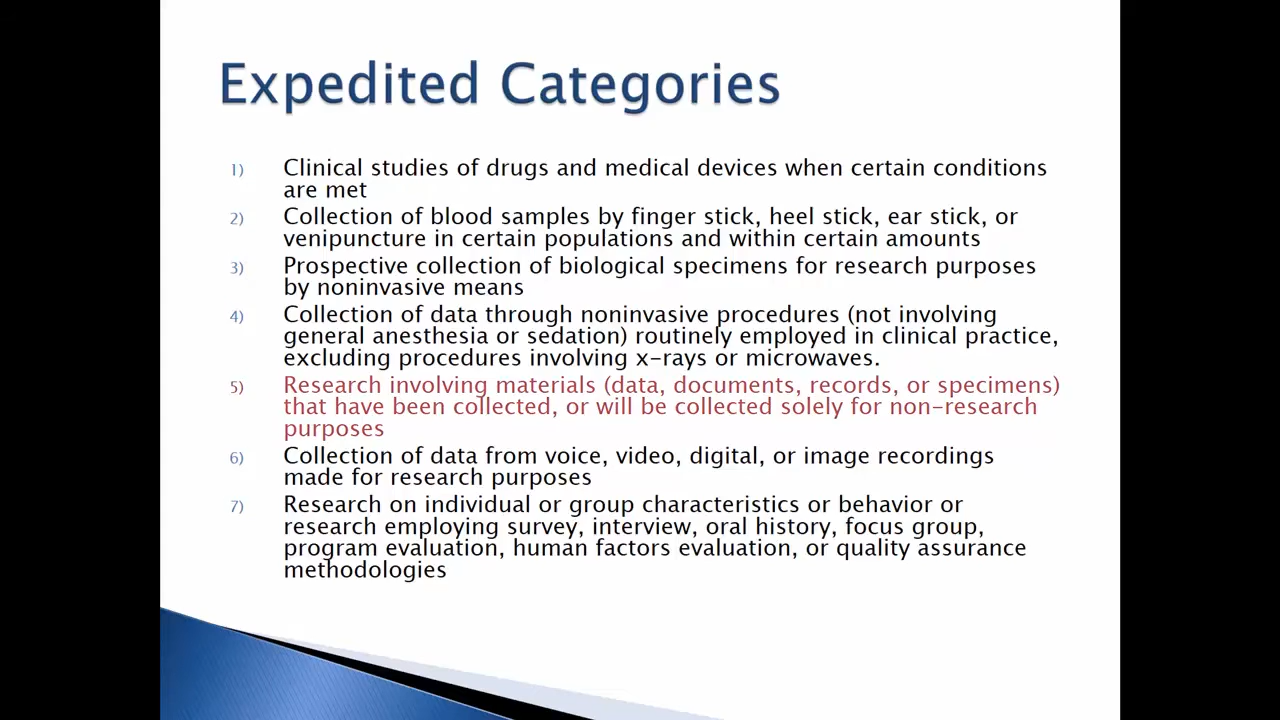 Expedited Categories
1) Clinical studies of drugs and medical devices when certain conditions
are met
2) Collection of blood samples by finger stick, heel stick, ear stick, or
venipuncture in certain populations and within certain amounts
3) Prospective collection of biological specimens for research purposes
by noninvasive means
4) Collection of data through noninvasive procedures (not involving
general anesthesia or sedation) routinely employed in clinical practice,
excluding procedures involving x-rays or microwaves.
5) Research involving materials (data, documents, records, or specimens)
that have been collected, or will be collected solely for non-research
purposes
6) Collection of data from voice, video, digital, or image recordings
made for research purposes
7) Research on individual or group characteristics or behavior or
research employing survey, interview, oral history, focus group,
program evaluation, human factors evaluation, or quality assurance
methodologies